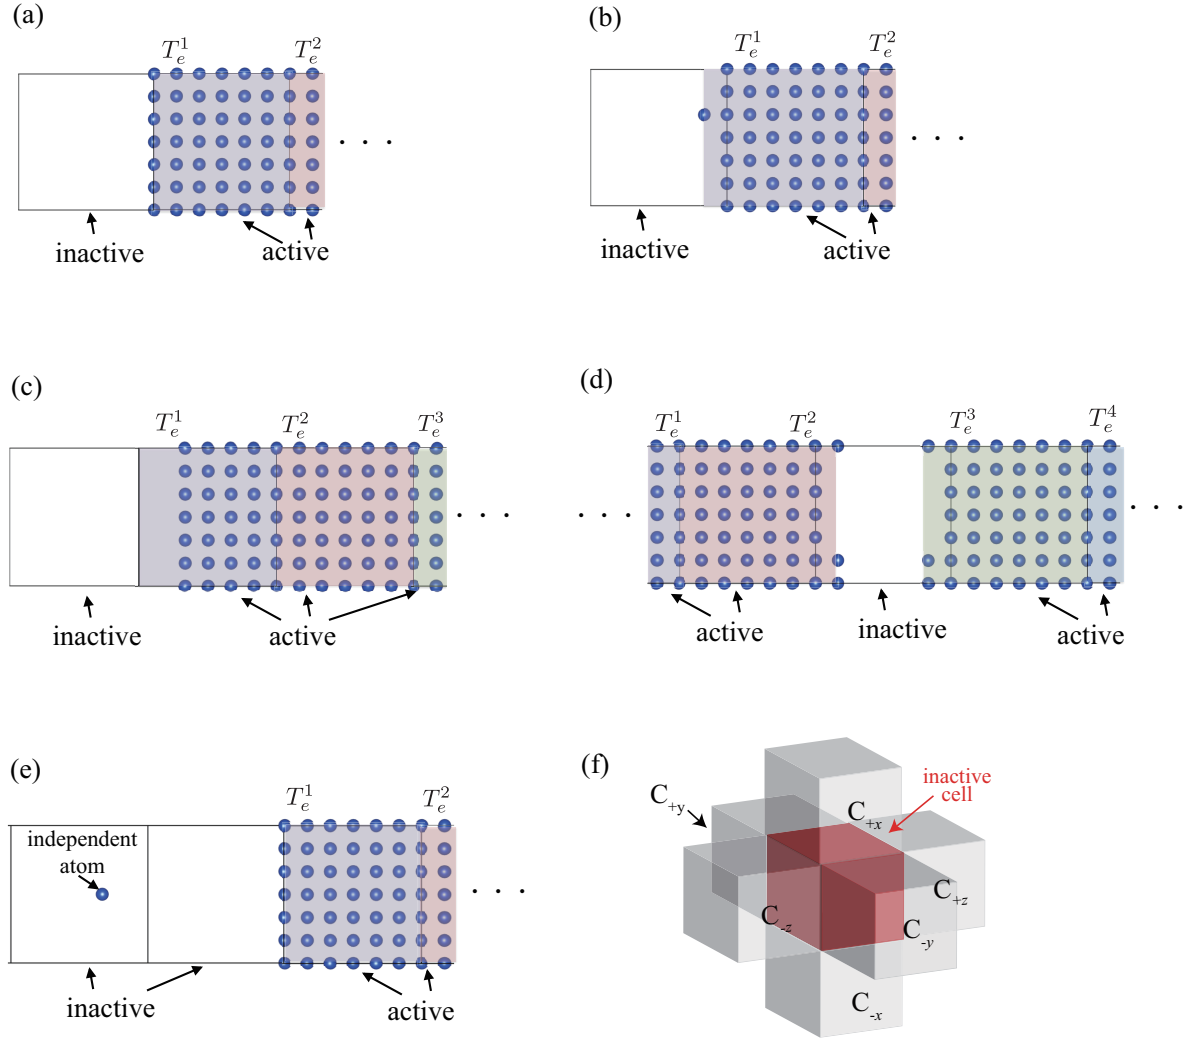 (a)
T_e^1 T_e^2
. . .
inactive
active
(b)
T_e^1 T_e^2
. . .
inactive
active
(c)
T_e^1 T_e^2 T_e^3
. . .
inactive
active
(d)
T_e^1 T_e^2 T_e^3 T_e^4
. . . . . .
active
inactive
active
(e)
T_e^1 T_e^2
independent
atom
. . .
inactive
active
(f)
inactive
cell
C_{+y}
C_{+x}
C_{+z}
C_{-z}
C_{-y}
C_{-x}